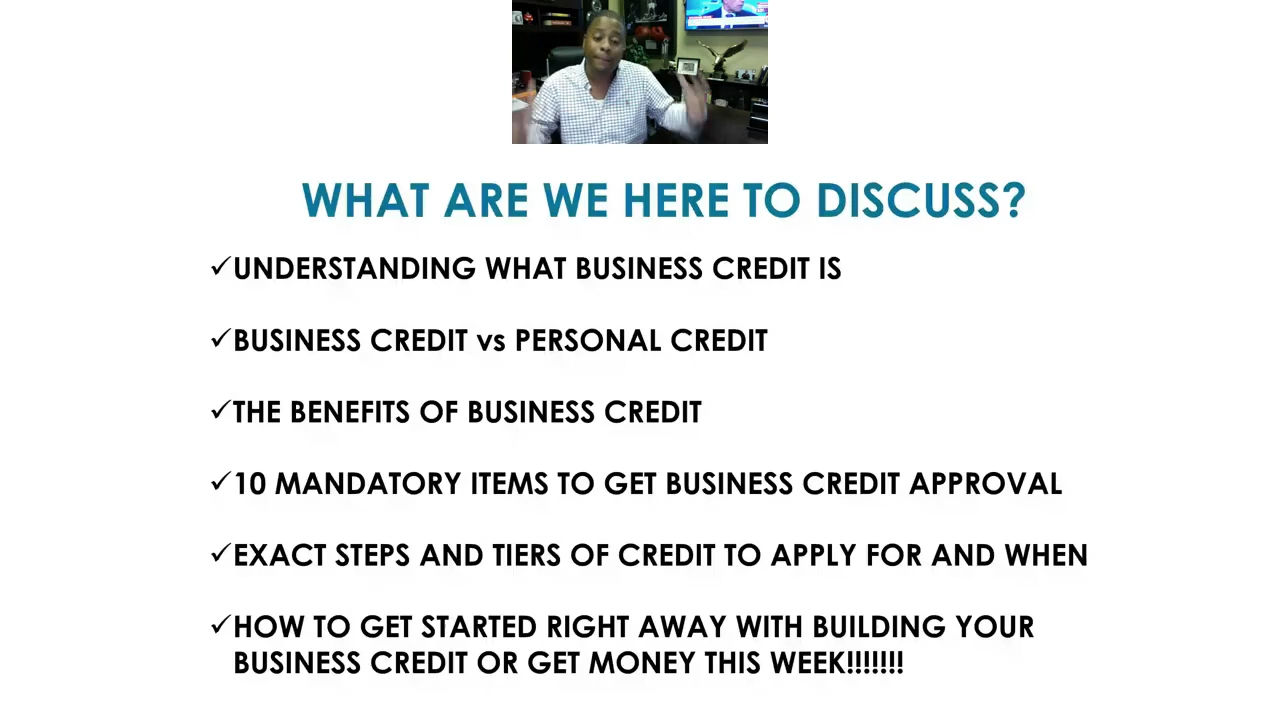 WHAT ARE WE HERE TO DISCUSS?
✓UNDERSTANDING WHAT BUSINESS CREDIT IS
✓BUSINESS CREDIT vs PERSONAL CREDIT
✓THE BENEFITS OF BUSINESS CREDIT
✓10 MANDATORY ITEMS TO GET BUSINESS CREDIT APPROVAL
✓EXACT STEPS AND TIERS OF CREDIT TO APPLY FOR AND WHEN
✓HOW TO GET STARTED RIGHT AWAY WITH BUILDING YOUR
BUSINESS CREDIT OR GET MONEY THIS WEEK!!!!!!!